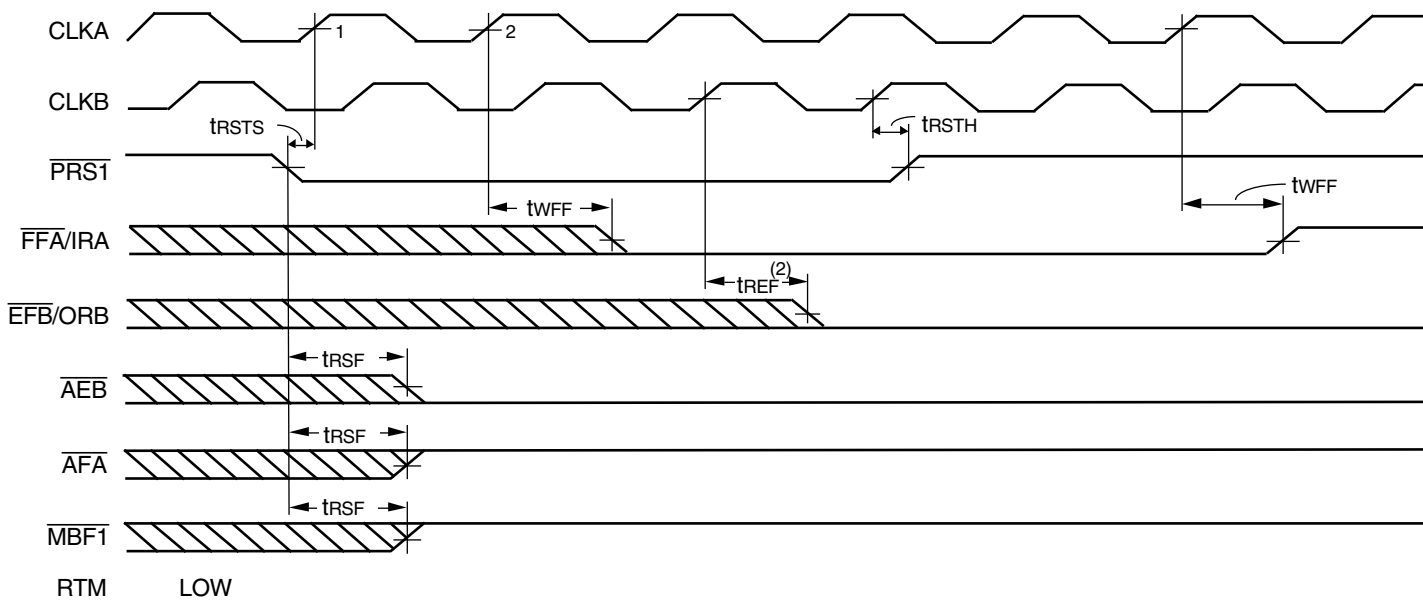 CLKA
1
2
CLKB
tRSTS
tRSTH
PRS1
tWFF
tWFF
FFA/IRA
tREF(2)
EFB/ORB
tRSF
AEB
tRSF
AFA
tRSF
MBF1
RTM LOW